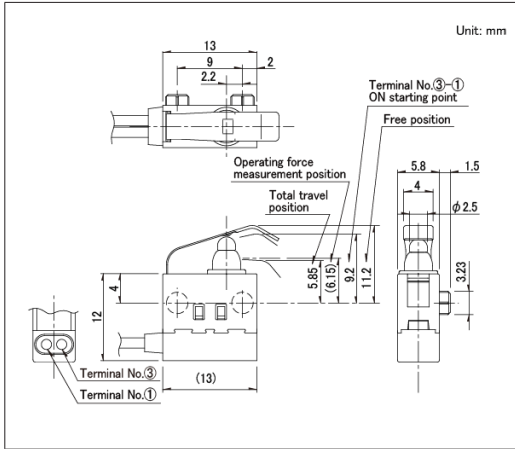 Unit: mm
13
9
2
2.2
Terminal No.③-①
ON starting point
Free position
Operating force
measurement position
Total travel
position
5.8
1.5
4
φ2.5
4
12
5.85
(6.15)
9.2
11.2
3.23
(13)
Terminal No.③
Terminal No.①